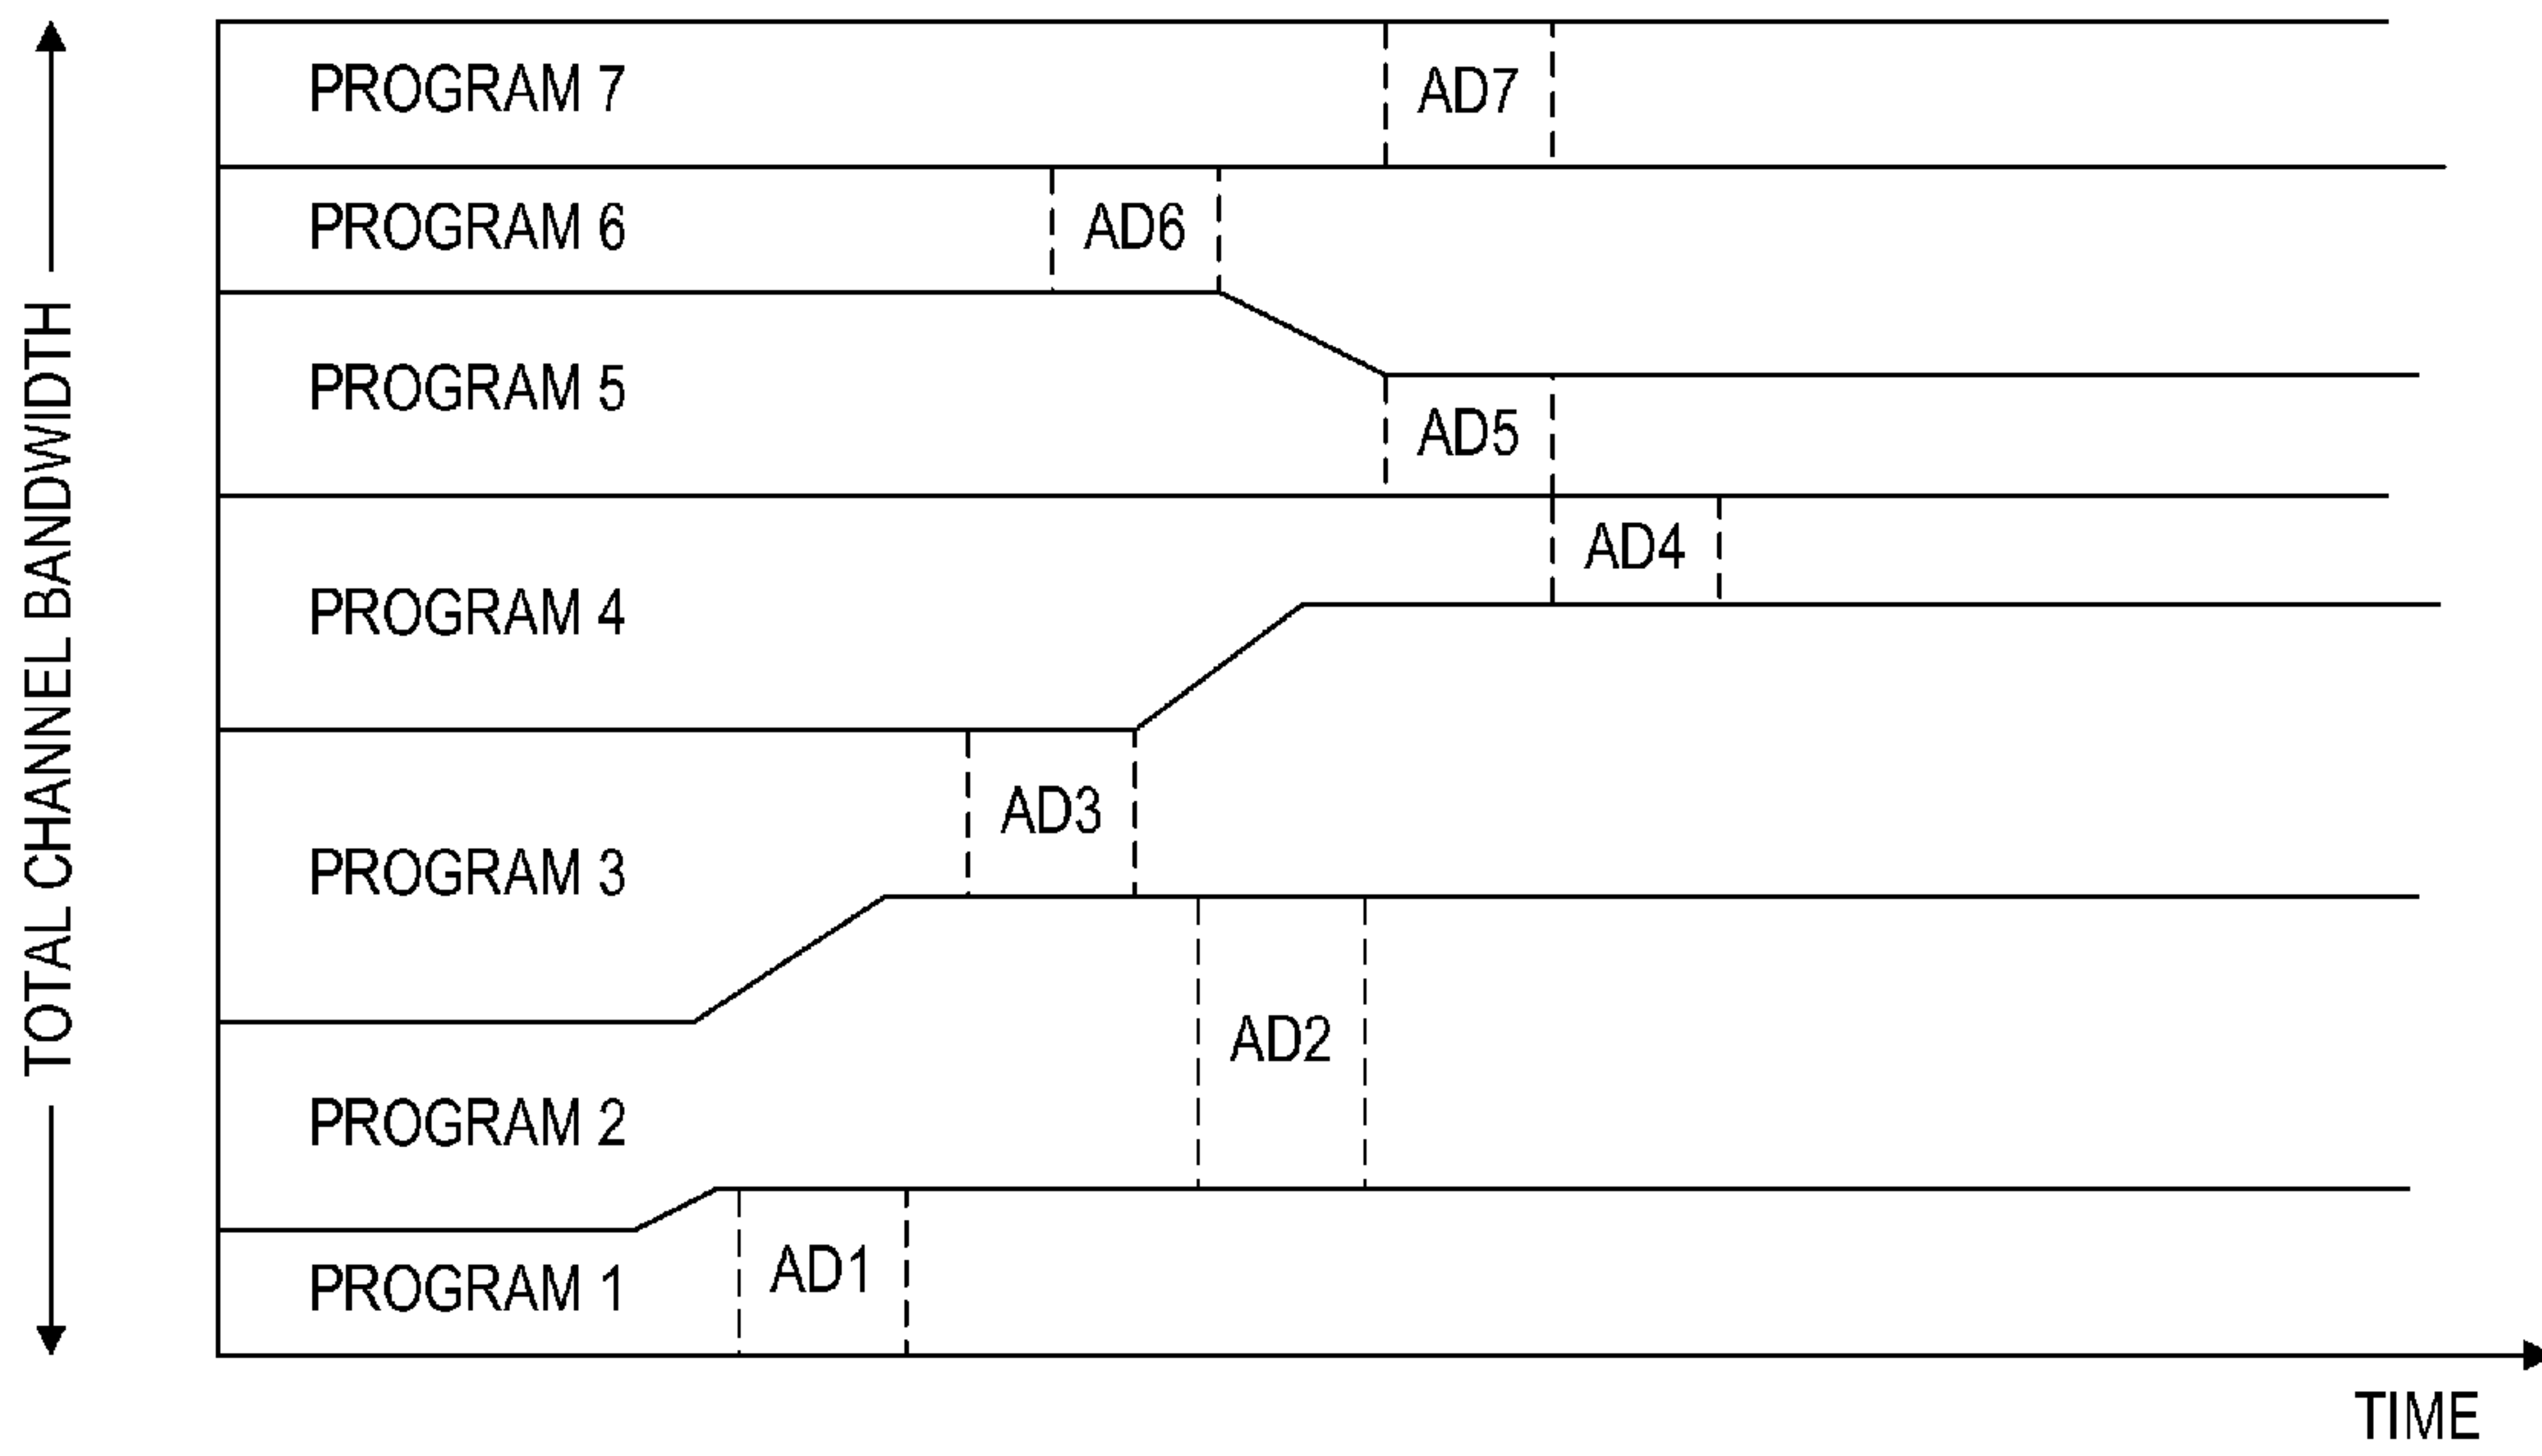 TOTAL CHANNEL BANDWIDTH
PROGRAM 7
AD7
PROGRAM 6
AD6
PROGRAM 5
AD5
PROGRAM 4
AD4
PROGRAM 3
AD3
PROGRAM 2
AD2
PROGRAM 1
AD1
TIME